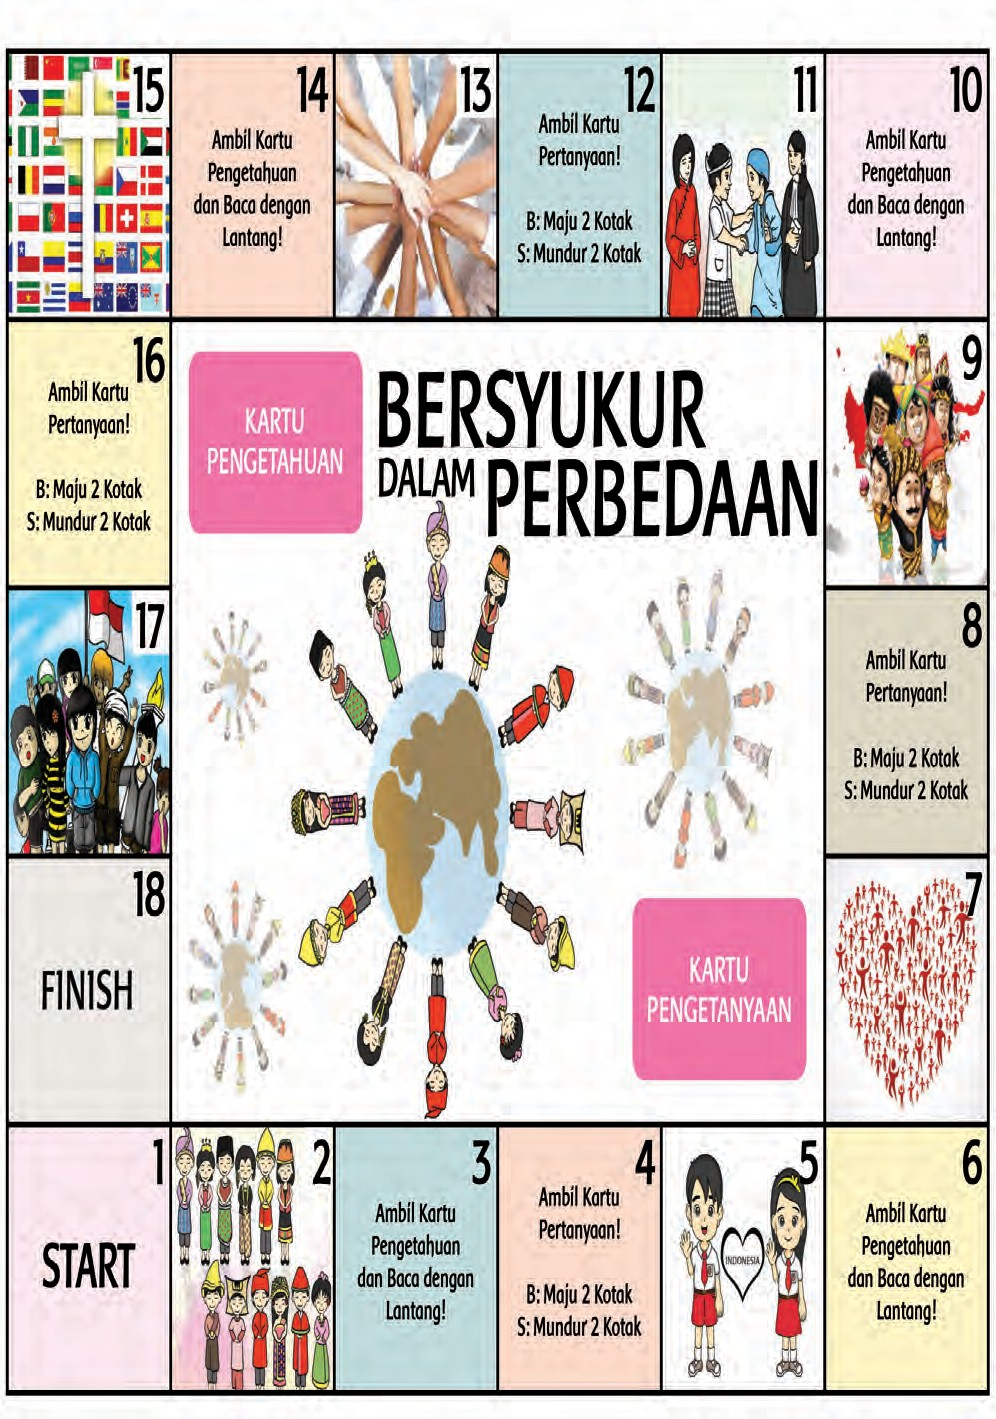 15
14
Ambil Kartu
Pengetahuan
dan Baca dengan
Lantang!
13
12
Ambil Kartu
Pertanyaan!
B: Maju 2 Kotak
S: Mundur 2 Kotak
11
10
Ambil Kartu
Pengetahuan
dan Baca dengan
Lantang!
16
Ambil Kartu
Pertanyaan!
B: Maju 2 Kotak
S: Mundur 2 Kotak
KARTU
PENGETAHUAN
BERSYUKUR
DALAM PERBEDAAN
9
17
8
Ambil Kartu
Pertanyaan!
B: Maju 2 Kotak
S: Mundur 2 Kotak
18
FINISH
KARTU
PENGETANYAAN
7
1
START
2
3
Ambil Kartu
Pengetahuan
dan Baca dengan
Lantang!
4
Ambil Kartu
Pertanyaan!
B: Maju 2 Kotak
S: Mundur 2 Kotak
5
INDONESIA
6
Ambil Kartu
Pengetahuan
dan Baca dengan
Lantang!